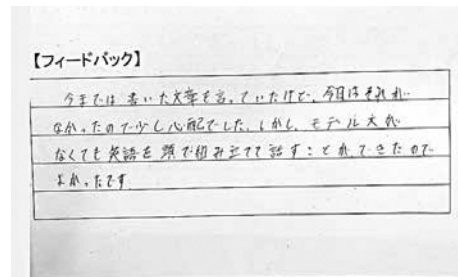 【フィードバック】
今までは書いた文章を言っていたけど、今日はそれが
なかったので少し心配でした。しかし、モデル文が
なくても英語を頭で組み立てて話すことができたので
よかったです